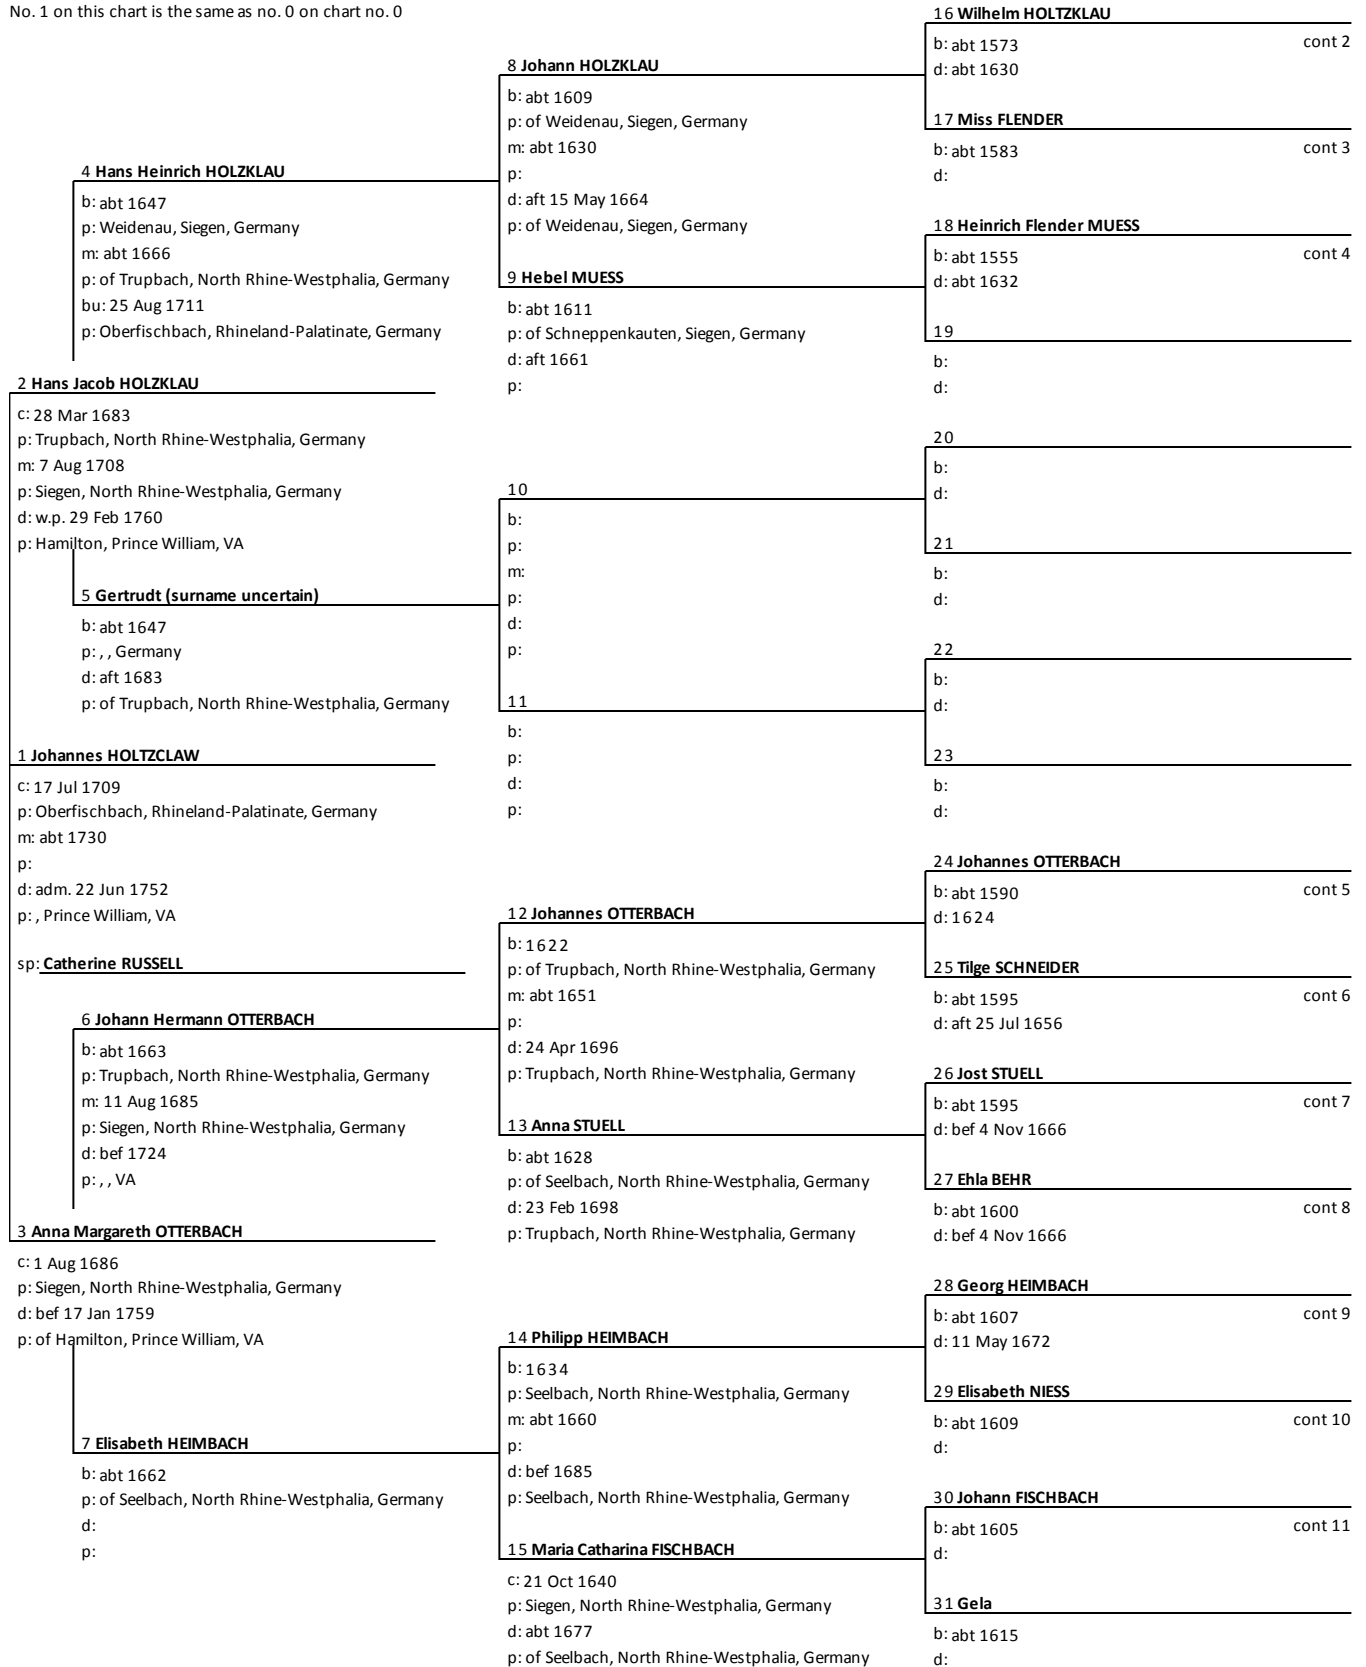 No. 1 on this chart is the same as no. 0 on chart no. 0
16 Wilhelm HOLTZKLAU
b: abt 1573 cont 2
d: abt 1630
8 Johann HOLZKLAU
b: abt 1609
p: of Weidenau, Siegen, Germany
m: abt 1630
p:
d: aft 15 May 1664
p: of Weidenau, Siegen, Germany
17 Miss FLENDER
b: abt 1583 cont 3
d:
4 Hans Heinrich HOLZKLAU
b: abt 1647
p: Weidenau, Siegen, Germany
m: abt 1666
p: of Trupbach, North Rhine-Westphalia, Germany
bu: 25 Aug 1711
p: Oberfischbach, Rhineland-Palatinate, Germany
18 Heinrich Flender MUESS
b: abt 1555 cont 4
d: abt 1632
9 Hebel MUESS
b: abt 1611
p: of Schneppenkauten, Siegen, Germany
d: aft 1661
p:
19
b:
d:
2 Hans Jacob HOLZKLAU
c: 28 Mar 1683
p: Trupbach, North Rhine-Westphalia, Germany
m: 7 Aug 1708
p: Siegen, North Rhine-Westphalia, Germany
d: w.p. 29 Feb 1760
p: Hamilton, Prince William, VA
20
b:
d:
10
b:
p:
m:
p:
d:
p:
21
b:
d:
5 Gertrudt (surname uncertain)
b: abt 1647
p: , , Germany
d: aft 1683
p: of Trupbach, North Rhine-Westphalia, Germany
22
b:
d:
11
b:
p:
d:
p:
23
b:
d:
1 Johannes HOLTZCLAW
c: 17 Jul 1709
p: Oberfischbach, Rhineland-Palatinate, Germany
m: abt 1730
p:
d: adm. 22 Jun 1752
p: , Prince William, VA
sp: Catherine RUSSELL
24 Johannes OTTERBACH
b: abt 1590 cont 5
d: 1624
12 Johannes OTTERBACH
b: 1622
p: of Trupbach, North Rhine-Westphalia, Germany
m: abt 1651
p:
d: 24 Apr 1696
p: Trupbach, North Rhine-Westphalia, Germany
25 Tilge SCHNEIDER
b: abt 1595 cont 6
d: aft 25 Jul 1656
6 Johann Hermann OTTERBACH
b: abt 1663
p: Trupbach, North Rhine-Westphalia, Germany
m: 11 Aug 1685
p: Siegen, North Rhine-Westphalia, Germany
d: bef 1724
p: , , VA
26 Jost STUELL
b: abt 1595 cont 7
d: bef 4 Nov 1666
13 Anna STUELL
b: abt 1628
p: of Seelbach, North Rhine-Westphalia, Germany
d: 23 Feb 1698
p: Trupbach, North Rhine-Westphalia, Germany
27 Ehla BEHR
b: abt 1600 cont 8
d: bef 4 Nov 1666
3 Anna Margareth OTTERBACH
c: 1 Aug 1686
p: Siegen, North Rhine-Westphalia, Germany
d: bef 17 Jan 1759
p: of Hamilton, Prince William, VA
28 Georg HEIMBACH
b: abt 1607 cont 9
d: 11 May 1672
14 Philipp HEIMBACH
b: 1634
p: Seelbach, North Rhine-Westphalia, Germany
m: abt 1660
p:
d: bef 1685
p: Seelbach, North Rhine-Westphalia, Germany
29 Elisabeth NIESS
b: abt 1609 cont 10
d:
7 Elisabeth HEIMBACH
b: abt 1662
p: of Seelbach, North Rhine-Westphalia, Germany
d:
p:
30 Johann FISCHBACH
b: abt 1605 cont 11
d:
15 Maria Catharina FISCHBACH
c: 21 Oct 1640
p: Siegen, North Rhine-Westphalia, Germany
d: abt 1677
p: of Seelbach, North Rhine-Westphalia, Germany
31 Gela
b: abt 1615
d: